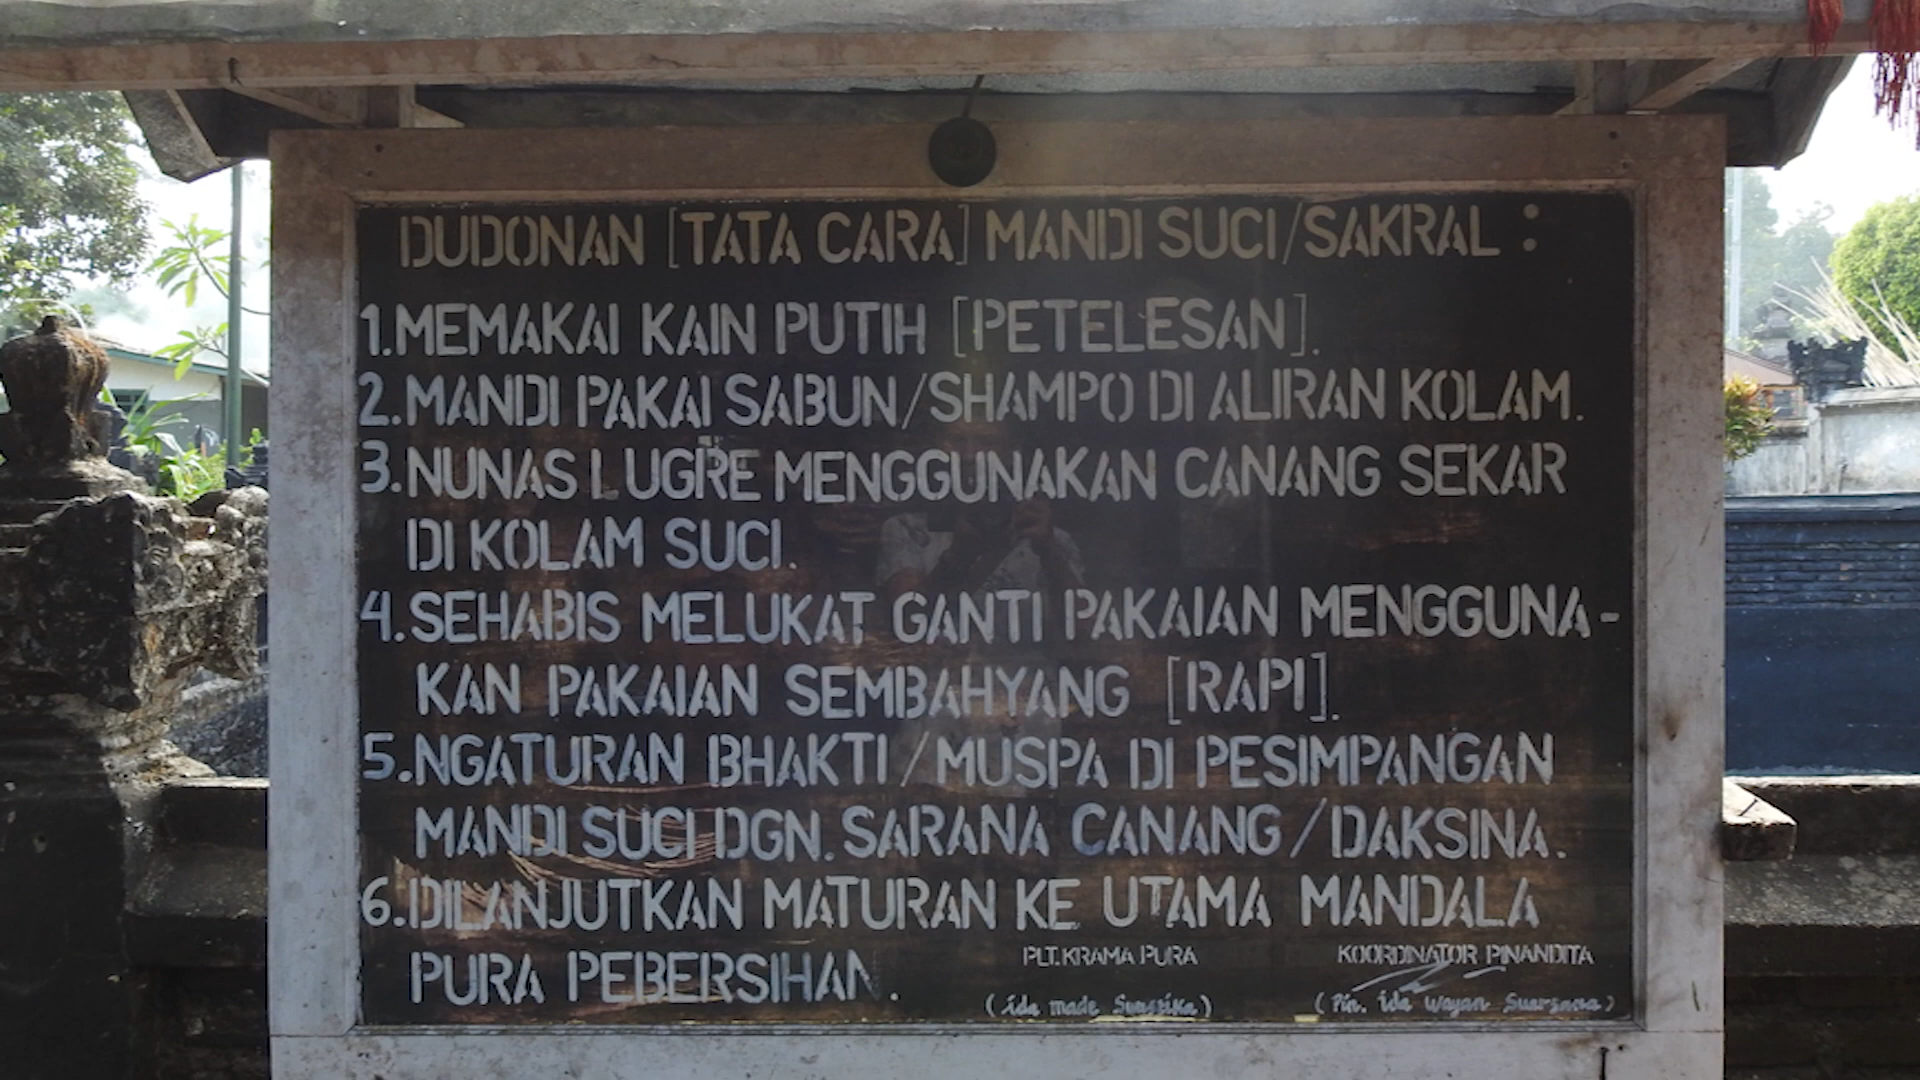 DUDONAN [TATA CARA] MANDI SUCI/SAKRAL :
1. MEMAKAI KAIN PUTIH [PETELESAN].
2. MANDI PAKAI SABUN/SHAMPO DI ALIRAN KOLAM.
3. NUNAS LUGRE MENGGUNAKAN CANANG SEKAR
DI KOLAM SUCI.
4. SEHABIS MELUKAT GANTI PAKAIAN MENGGUNA-
KAN PAKAIAN SEMBAHYANG [RAPI].
5. NGATURAN BHAKTI/MUSPA DI PESIMPANGAN
MANDI SUCI DGN. SARANA CANANG/DAKSINA.
6. DILANJUTKAN MATURAN KE UTAMA MANDALA
PURA PEBERSIHAN.
PLT. KRAMA PURA
(ida made)
KOORDINATOR PINANDITA
(Pin. ida wayan)